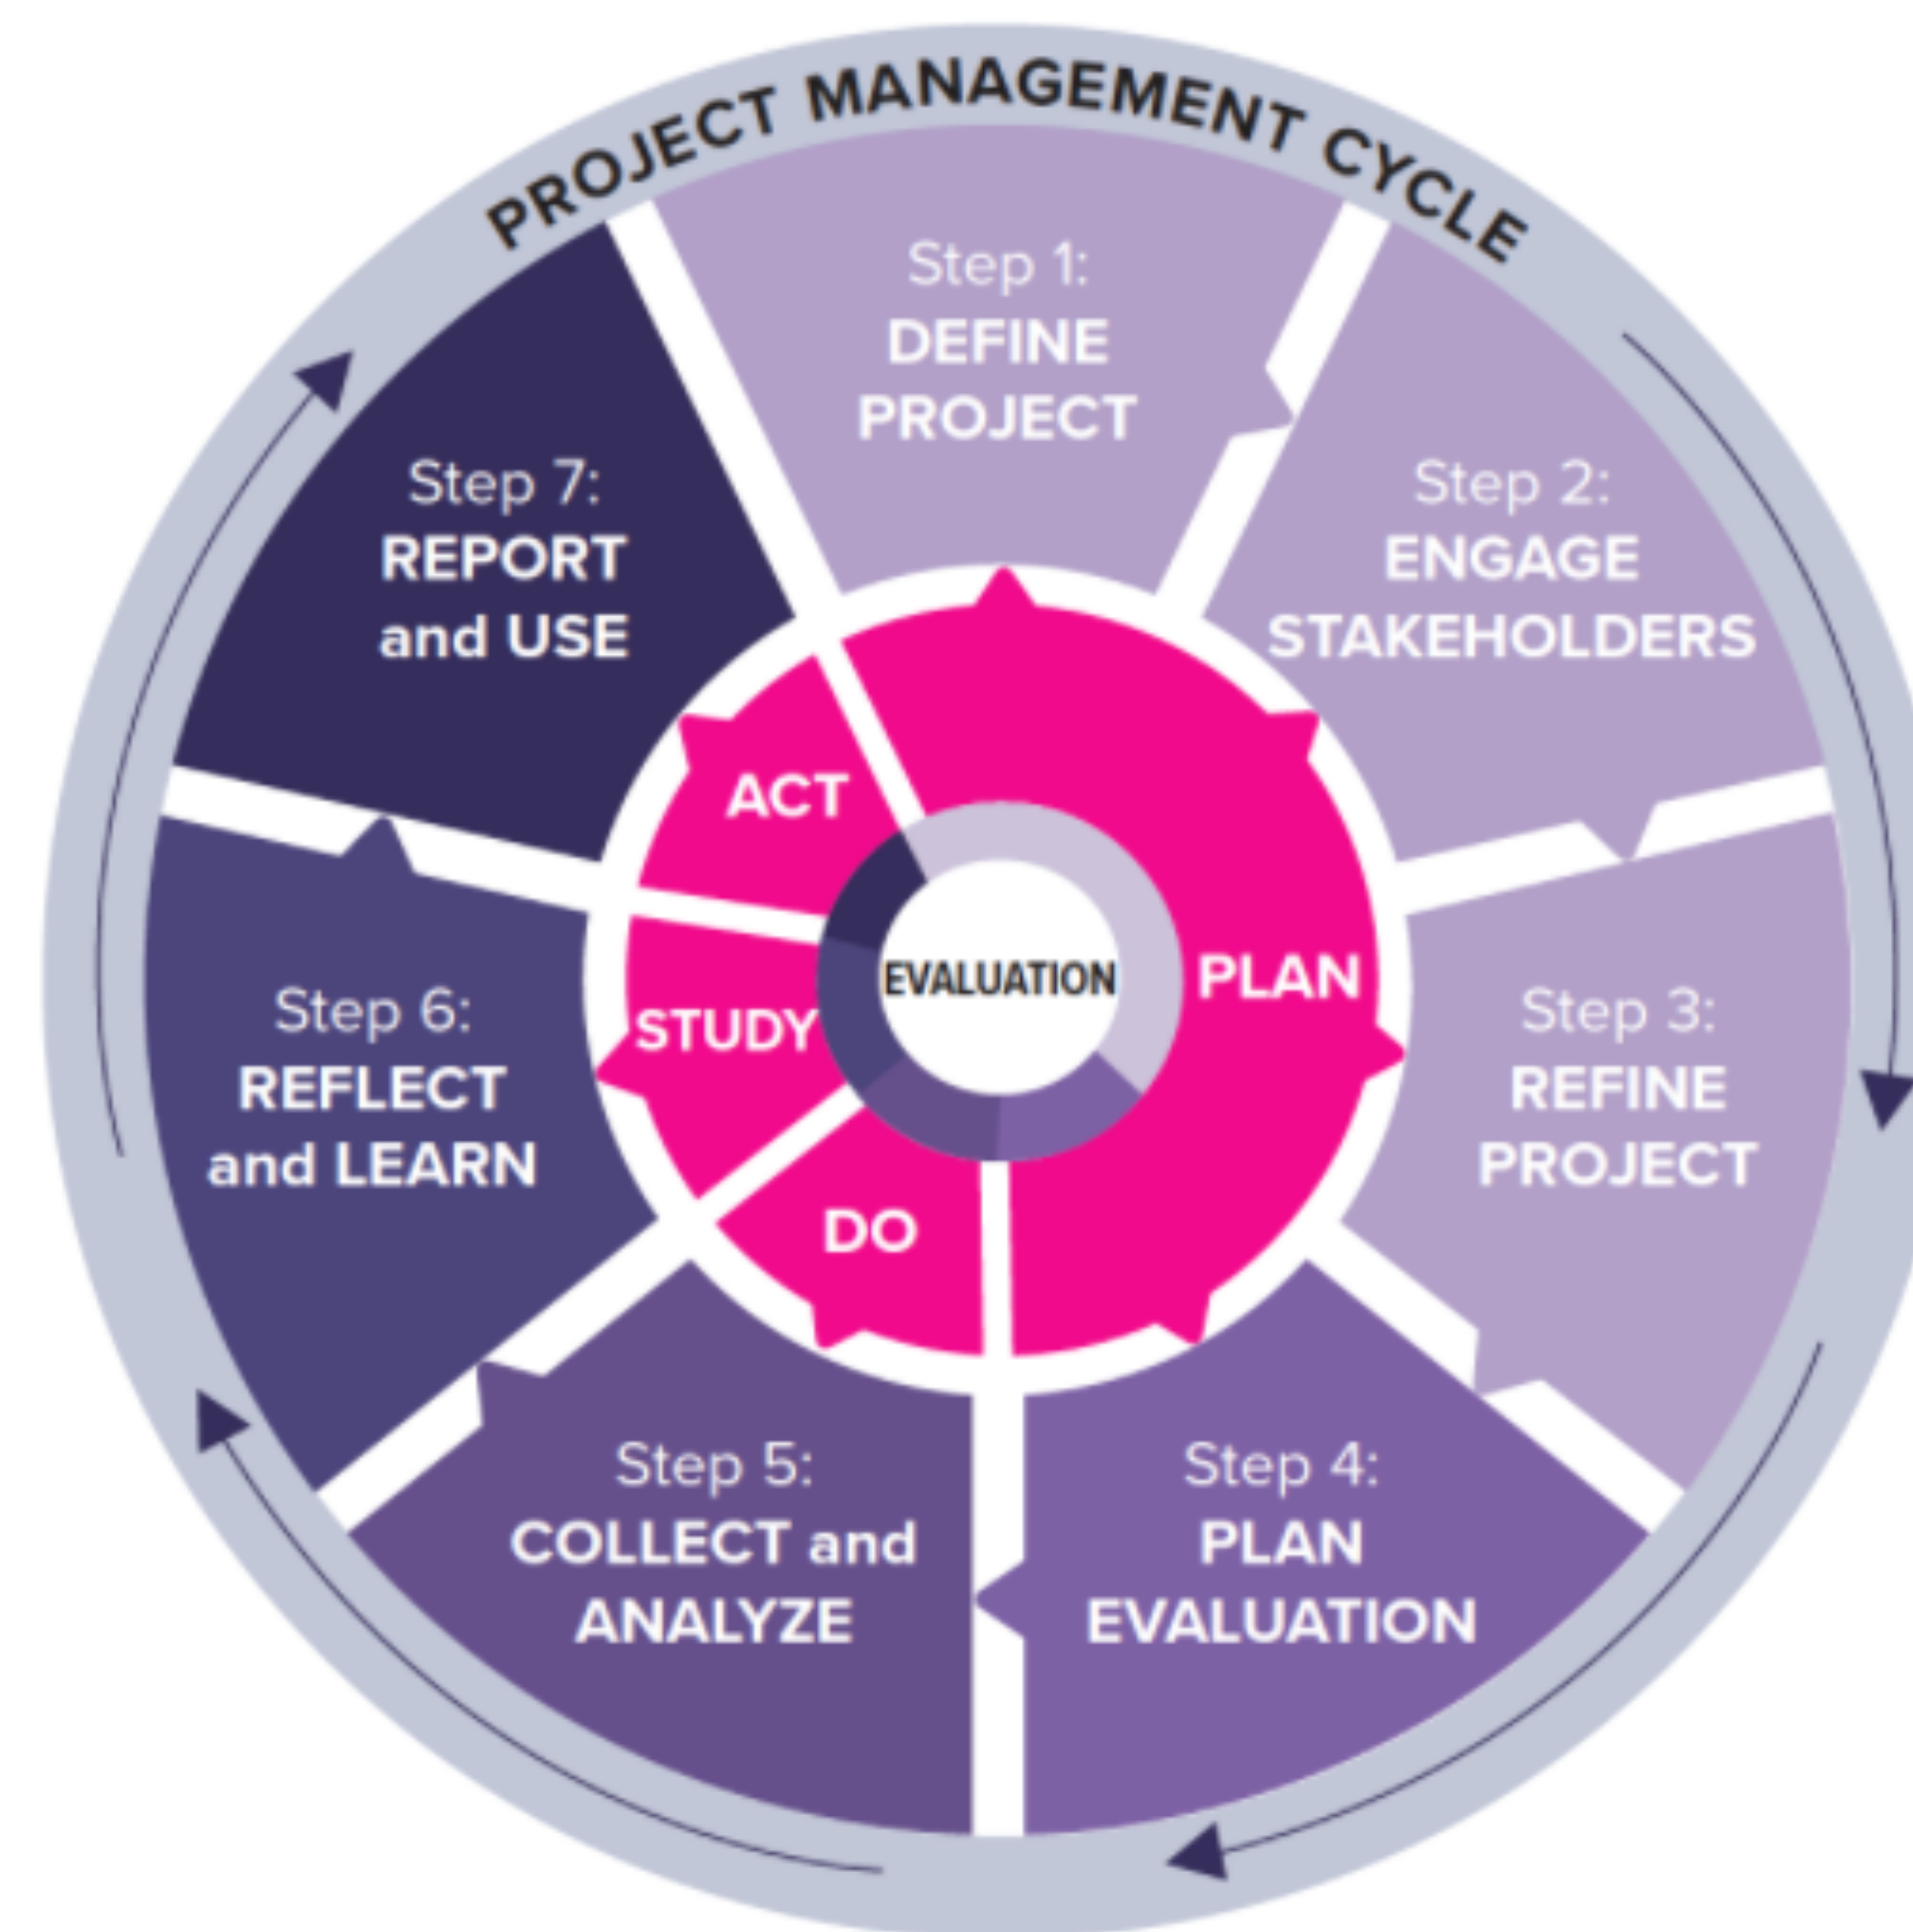 PROJECT MANAGEMENT CYCLE
Step 1:
DEFINE
PROJECT
Step 2:
ENGAGE
STAKEHOLDERS
Step 3:
REFINE
PROJECT
Step 4:
PLAN
EVALUATION
Step 5:
COLLECT and
ANALYZE
Step 6:
REFLECT
and LEARN
Step 7:
REPORT
and USE
PLAN
DO
STUDY
ACT
EVALUATION